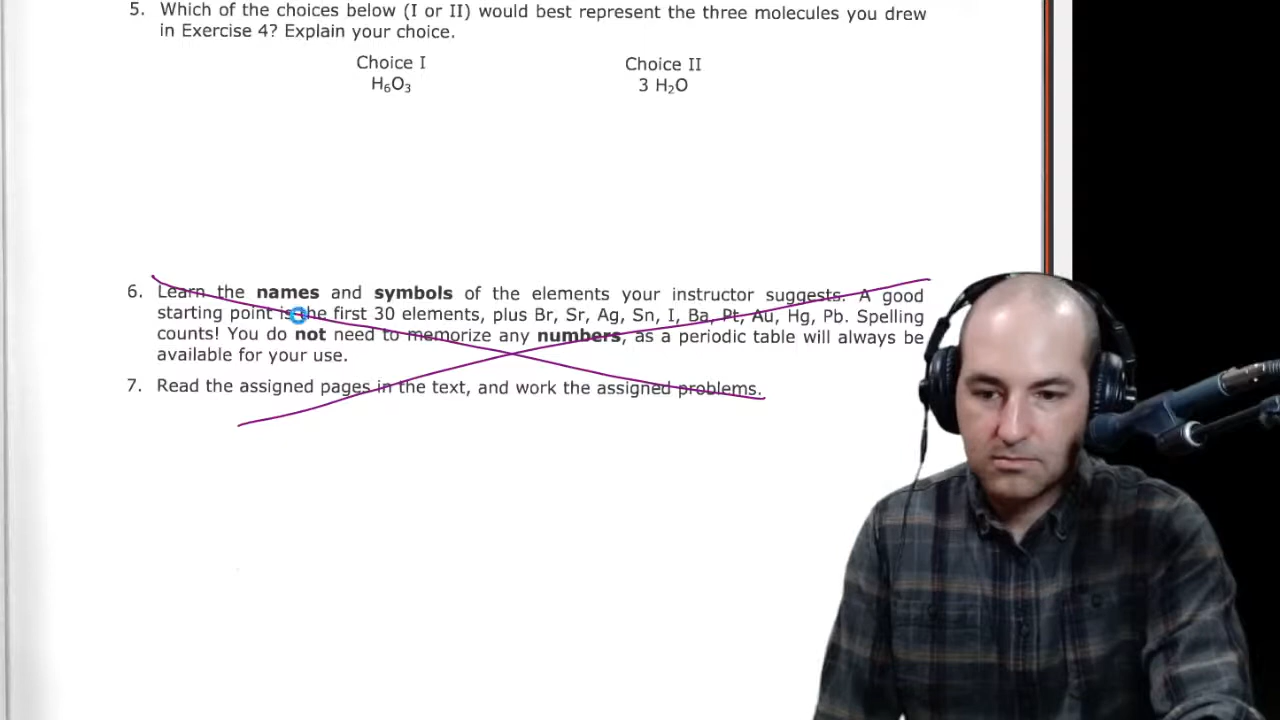 5. Which of the choices below (I or II) would best represent the three molecules you drew
in Exercise 4? Explain your choice.
Choice I Choice II
H₆O₃ 3 H₂O
6. Learn the names and symbols of the elements your instructor suggests. A good
starting point is the first 30 elements, plus Br, Sr, Ag, Sn, I, Ba, Pt, Au, Hg, Pb. Spelling
counts! You do not need to memorize any numbers, as a periodic table will always be
available for your use.
7. Read the assigned pages in the text, and work the assigned problems.